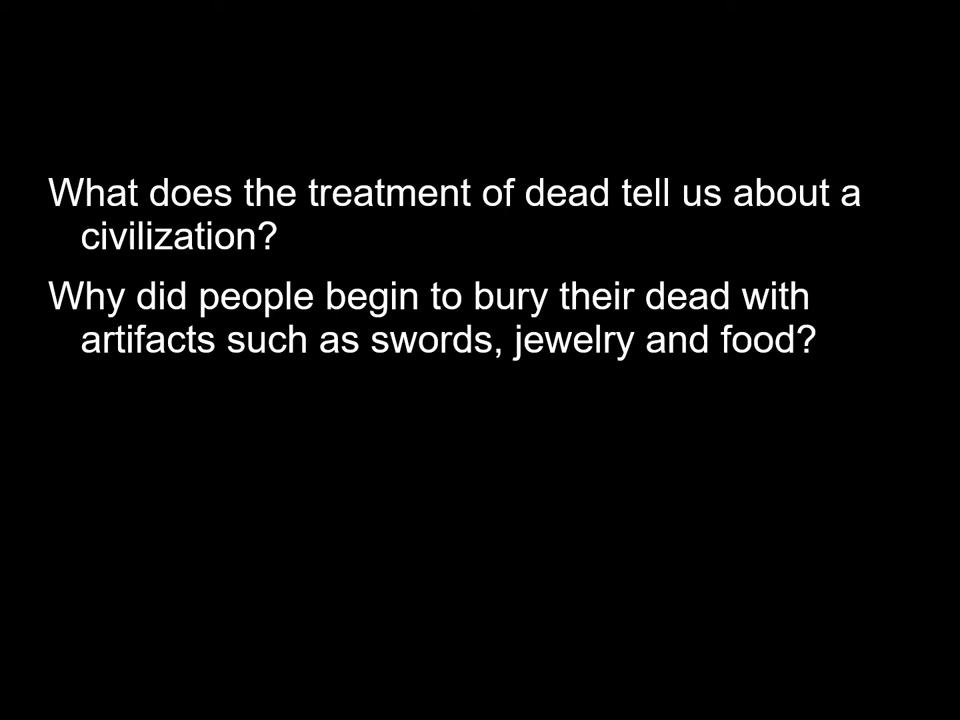 What does the treatment of dead tell us about a
civilization?
Why did people begin to bury their dead with
artifacts such as swords, jewelry and food?